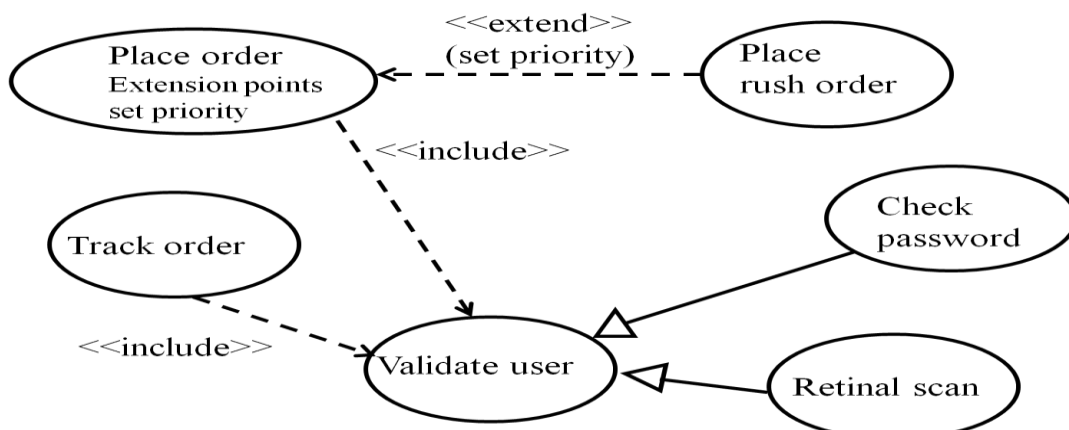 Place order
Extension points
set priority
<<extend>>
(set priority)
Place
rush order
<<include>>
Track order
Check
password
<<include>>
Validate user
Retinal scan